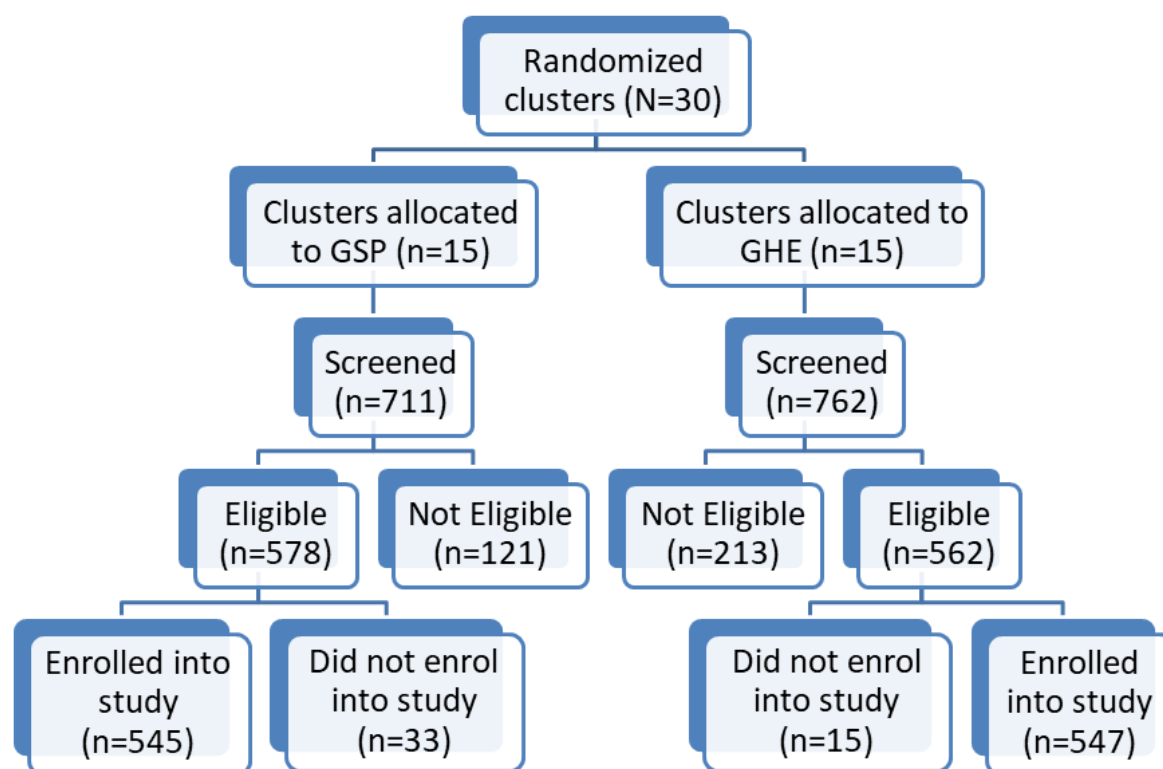 Randomized
clusters (N=30)
Clusters allocated
to GSP (n=15)
Clusters allocated to
GHE (n=15)
Screened
(n=711)
Screened
(n=762)
Eligible
(n=578)
Not Eligible
(n=121)
Not Eligible
(n=213)
Eligible
(n=562)
Enrolled into
study
(n=545)
Did not enrol
into study
(n=33)
Did not enrol
into study
(n=15)
Enrolled
into study
(n=547)